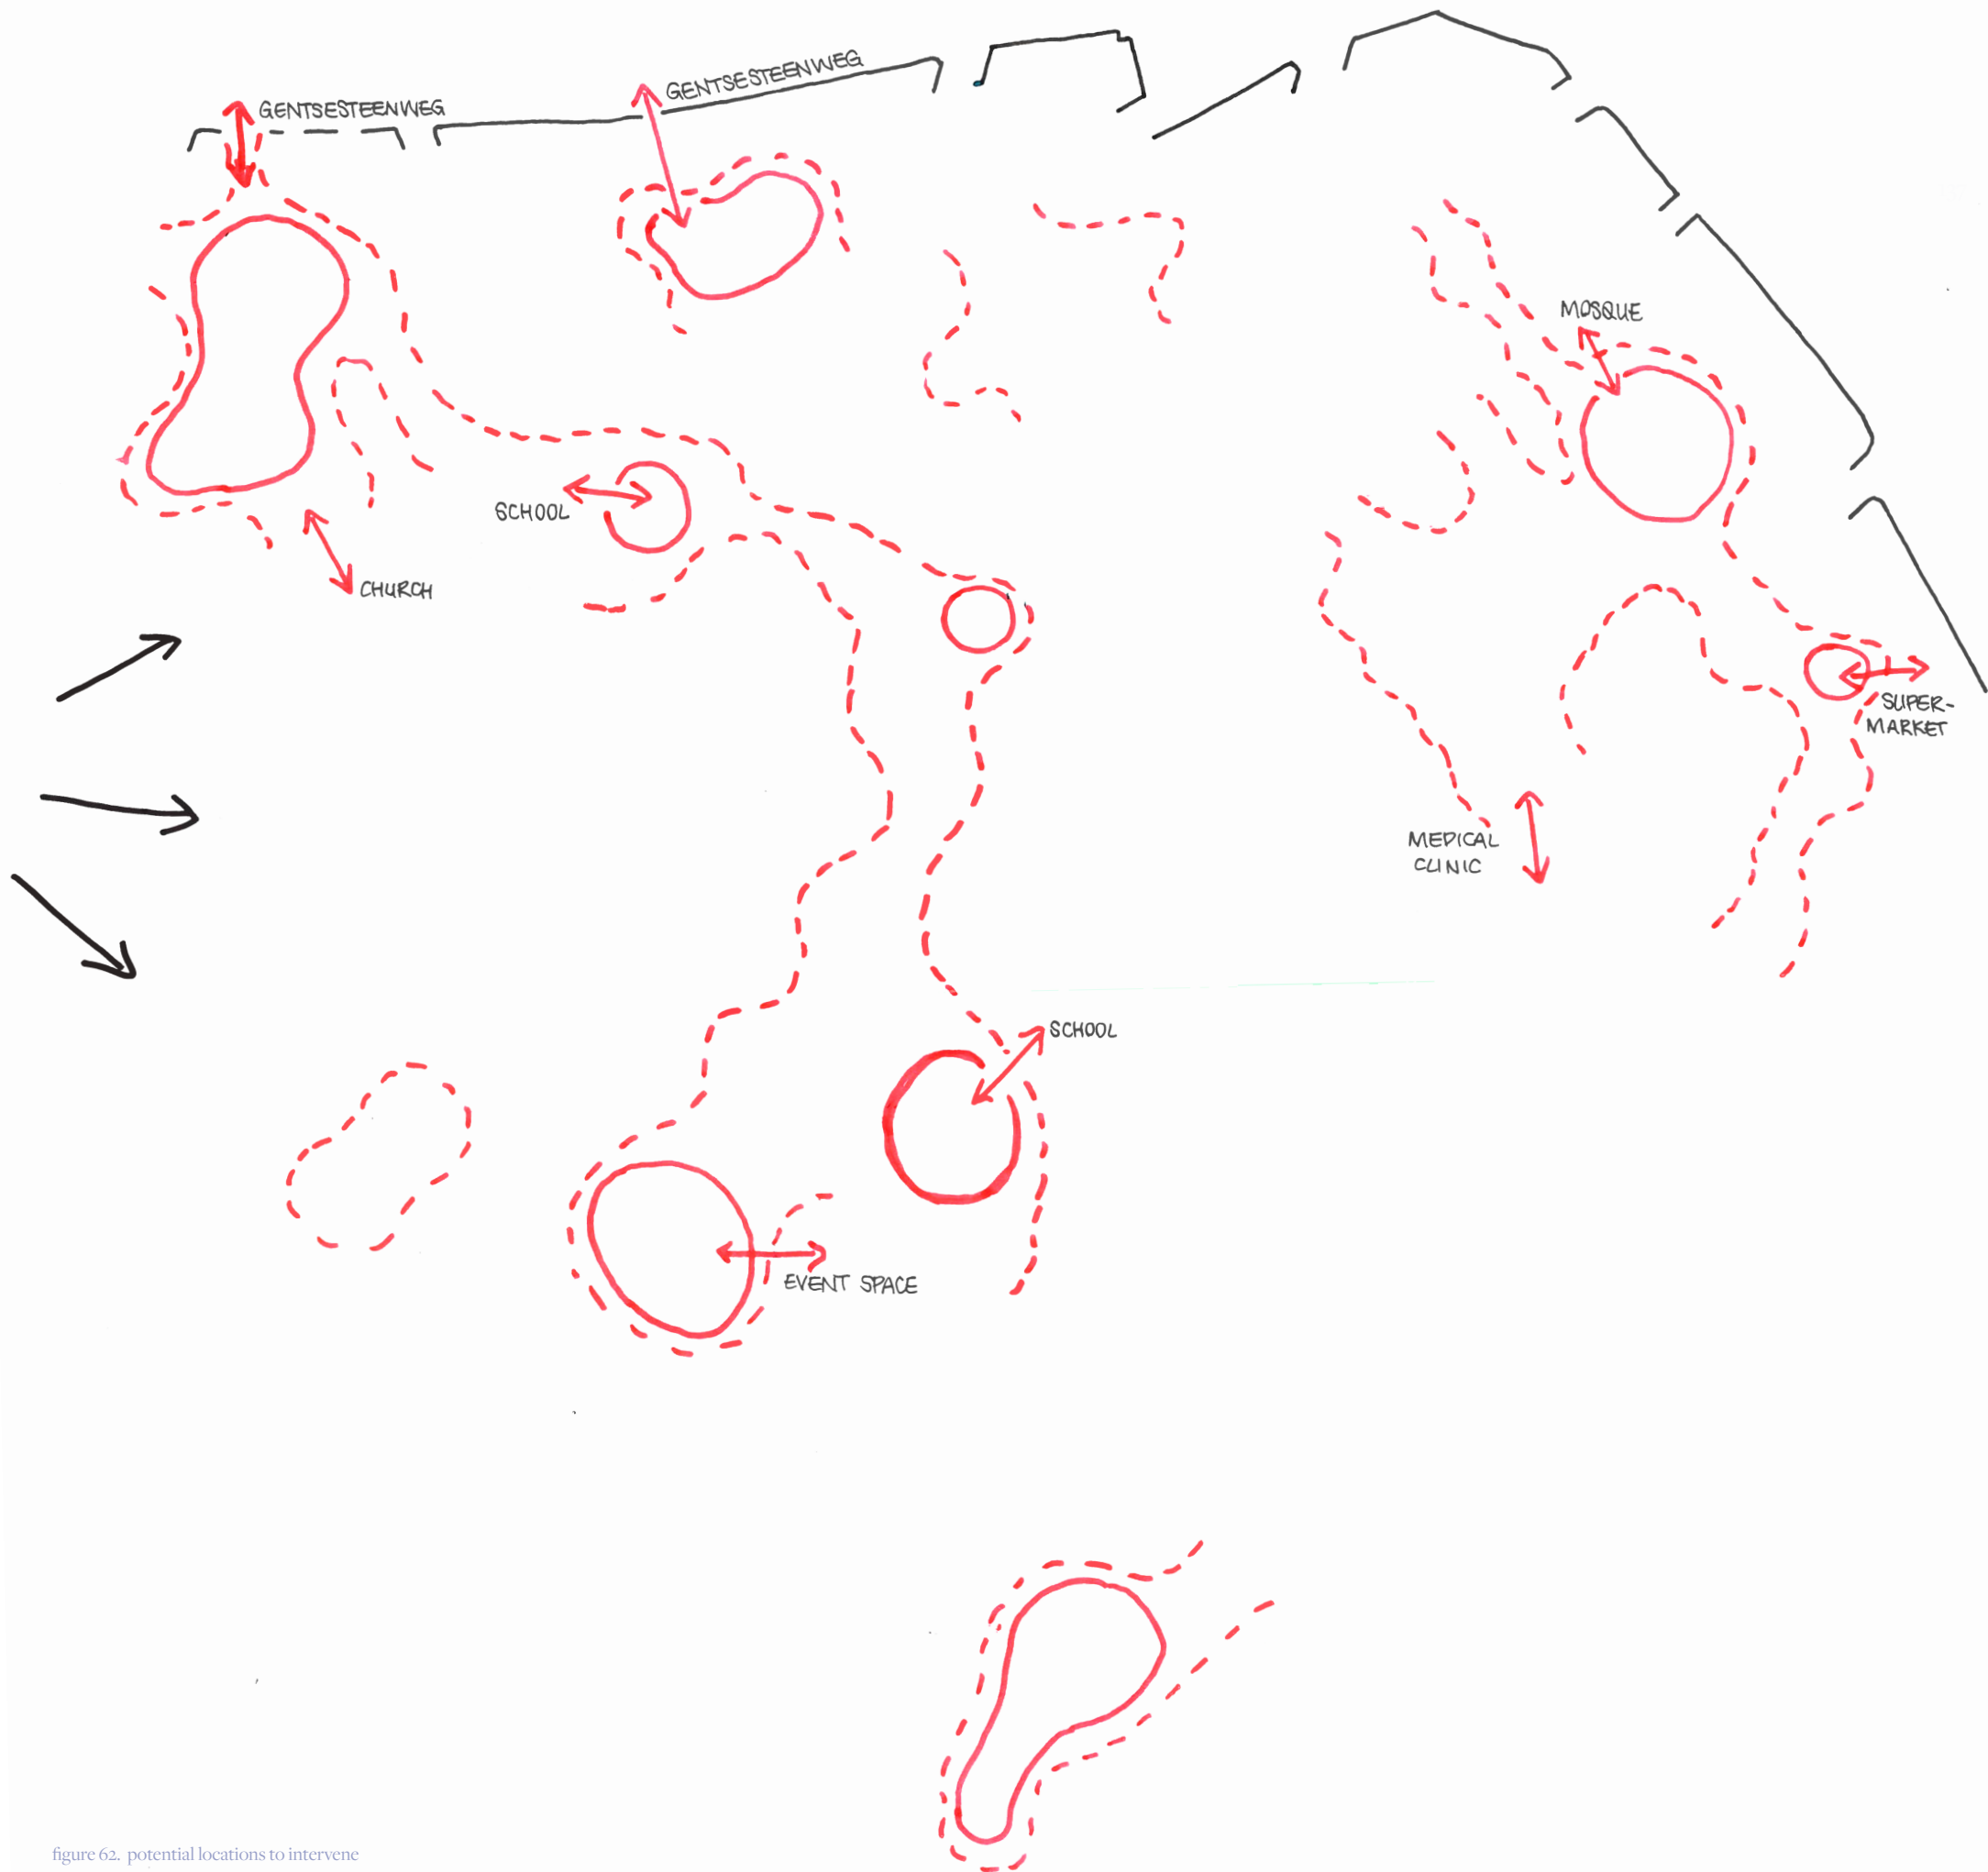 GENTSESTEENWEG
GENTSESTEENWEG
MOSQUE
SCHOOL
CHURCH
SUPER-
MARKET
MEDICAL
CLINIC
SCHOOL
EVENT SPACE
figure 62. potential locations to intervene